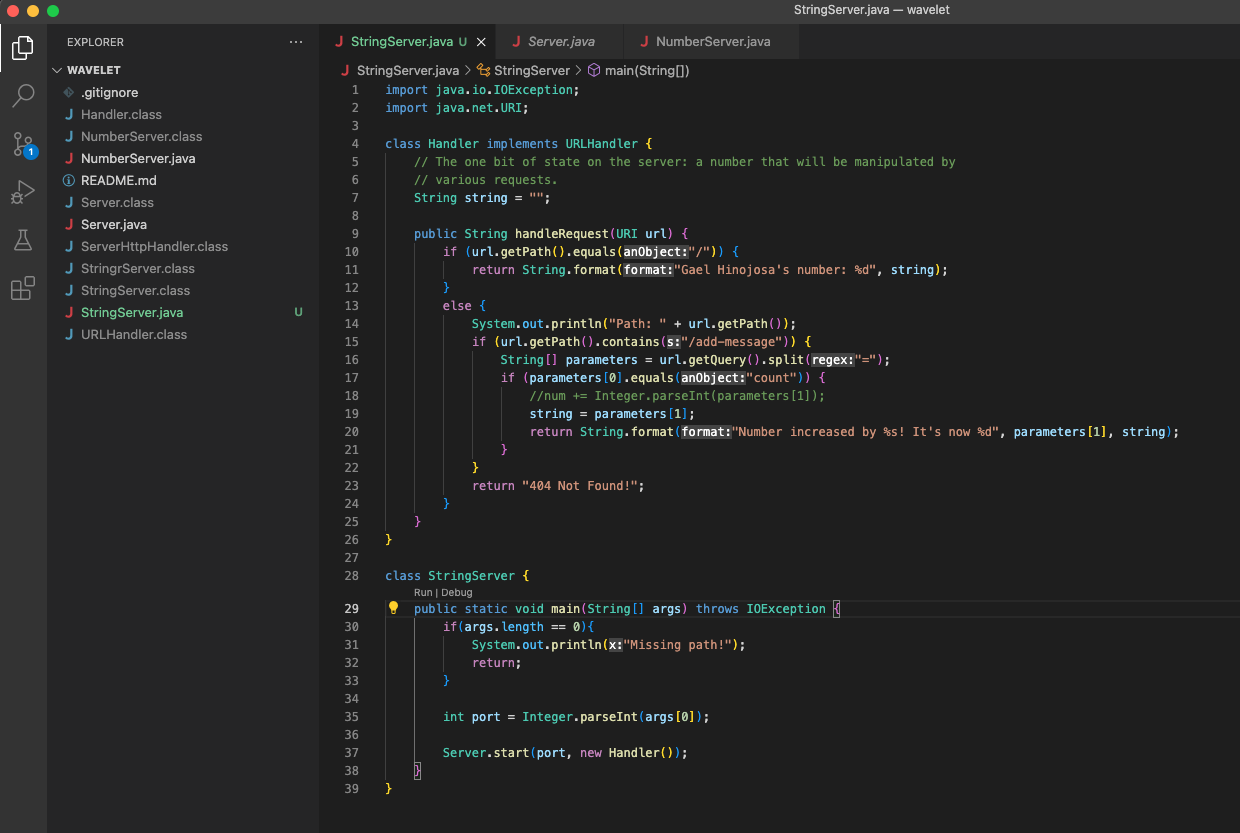 StringServer.java — wavelet
EXPLORER
StringServer.java U
Server.java
NumberServer.java
WAVELET
.gitignore
Handler.class
NumberServer.class
NumberServer.java
README.md
Server.class
Server.java
ServerHttpHandler.class
StringrServer.class
StringServer.class
StringServer.java U
URLHandler.class
1
StringServer.java > StringServer > main(String[])
1 import java.io.IOException;
2 import java.net.URI;
3
4 class Handler implements URLHandler {
5 // The one bit of state on the server: a number that will be manipulated by
6 // various requests.
7 String string = "";
8
9 public String handleRequest(URI url) {
10 if (url.getPath().equals(anObject:"/")) {
11 return String.format(format:"Gael Hinojosa's number: %d", string);
12 }
13 else {
14 System.out.println("Path: " + url.getPath());
15 if (url.getPath().contains(s:"/add-message")) {
16 String[] parameters = url.getQuery().split(regex:"=");
17 if (parameters[0].equals(anObject:"count")) {
18 //num += Integer.parseInt(parameters[1]);
19 string = parameters[1];
20 return String.format(format:"Number increased by %s! It's now %d", parameters[1], string);
21 }
22 }
23 return "404 Not Found!";
24 }
25 }
26 }
27
28 class StringServer {
Run | Debug
29 public static void main(String[] args) throws IOException {
30 if(args.length == 0){
31 System.out.println(x:"Missing path!");
32 return;
33 }
34
35 int port = Integer.parseInt(args[0]);
36
37 Server.start(port, new Handler());
38 }
39 }